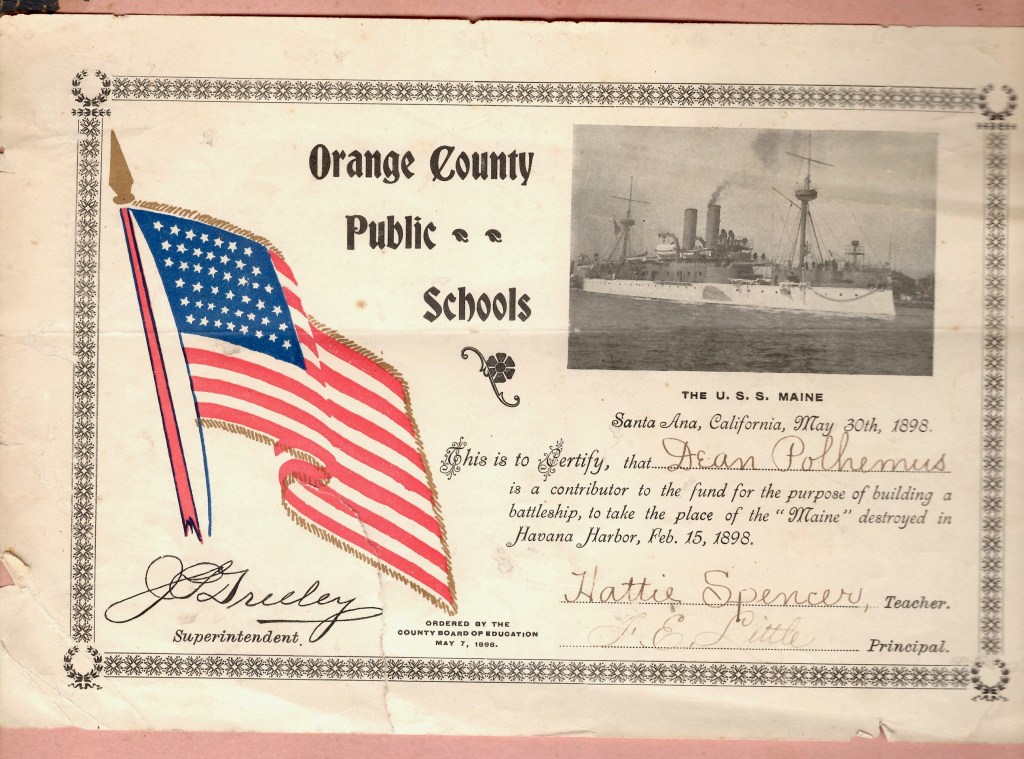 Orange County
Public
Schools
THE U. S. S. MAINE
Santa Ana, California, May 30th, 1898.
This is to Certify, that Dean Polhemus
is a contributor to the fund for the purpose of building a
battleship, to take the place of the "Maine" destroyed in
Havana Harbor, Feb. 15, 1898.
Hattie Spencer, Teacher.
F. E. Little
Principal.
J P Greeley
Superintendent.
ORDERED BY THE
COUNTY BOARD OF EDUCATION
MAY 7, 1898.